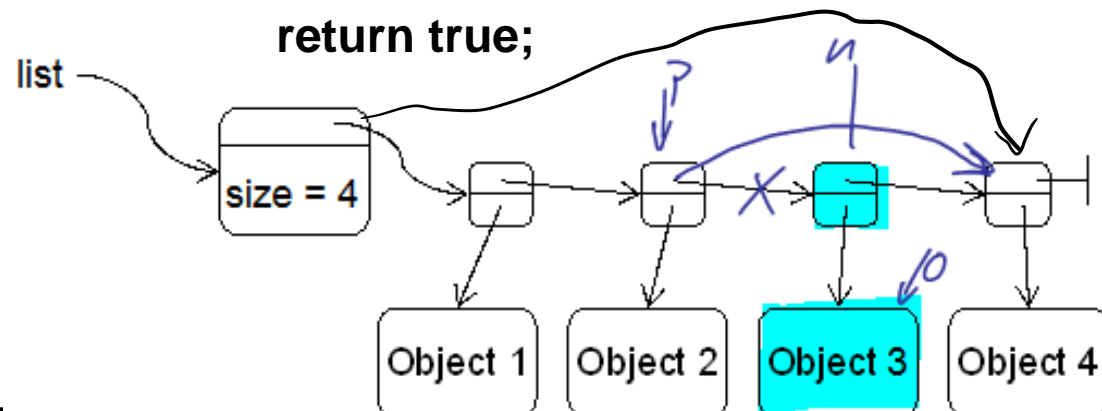 return true;
list
P
n
size = 4
X
O
Object 1
Object 2
Object 3
Object 4